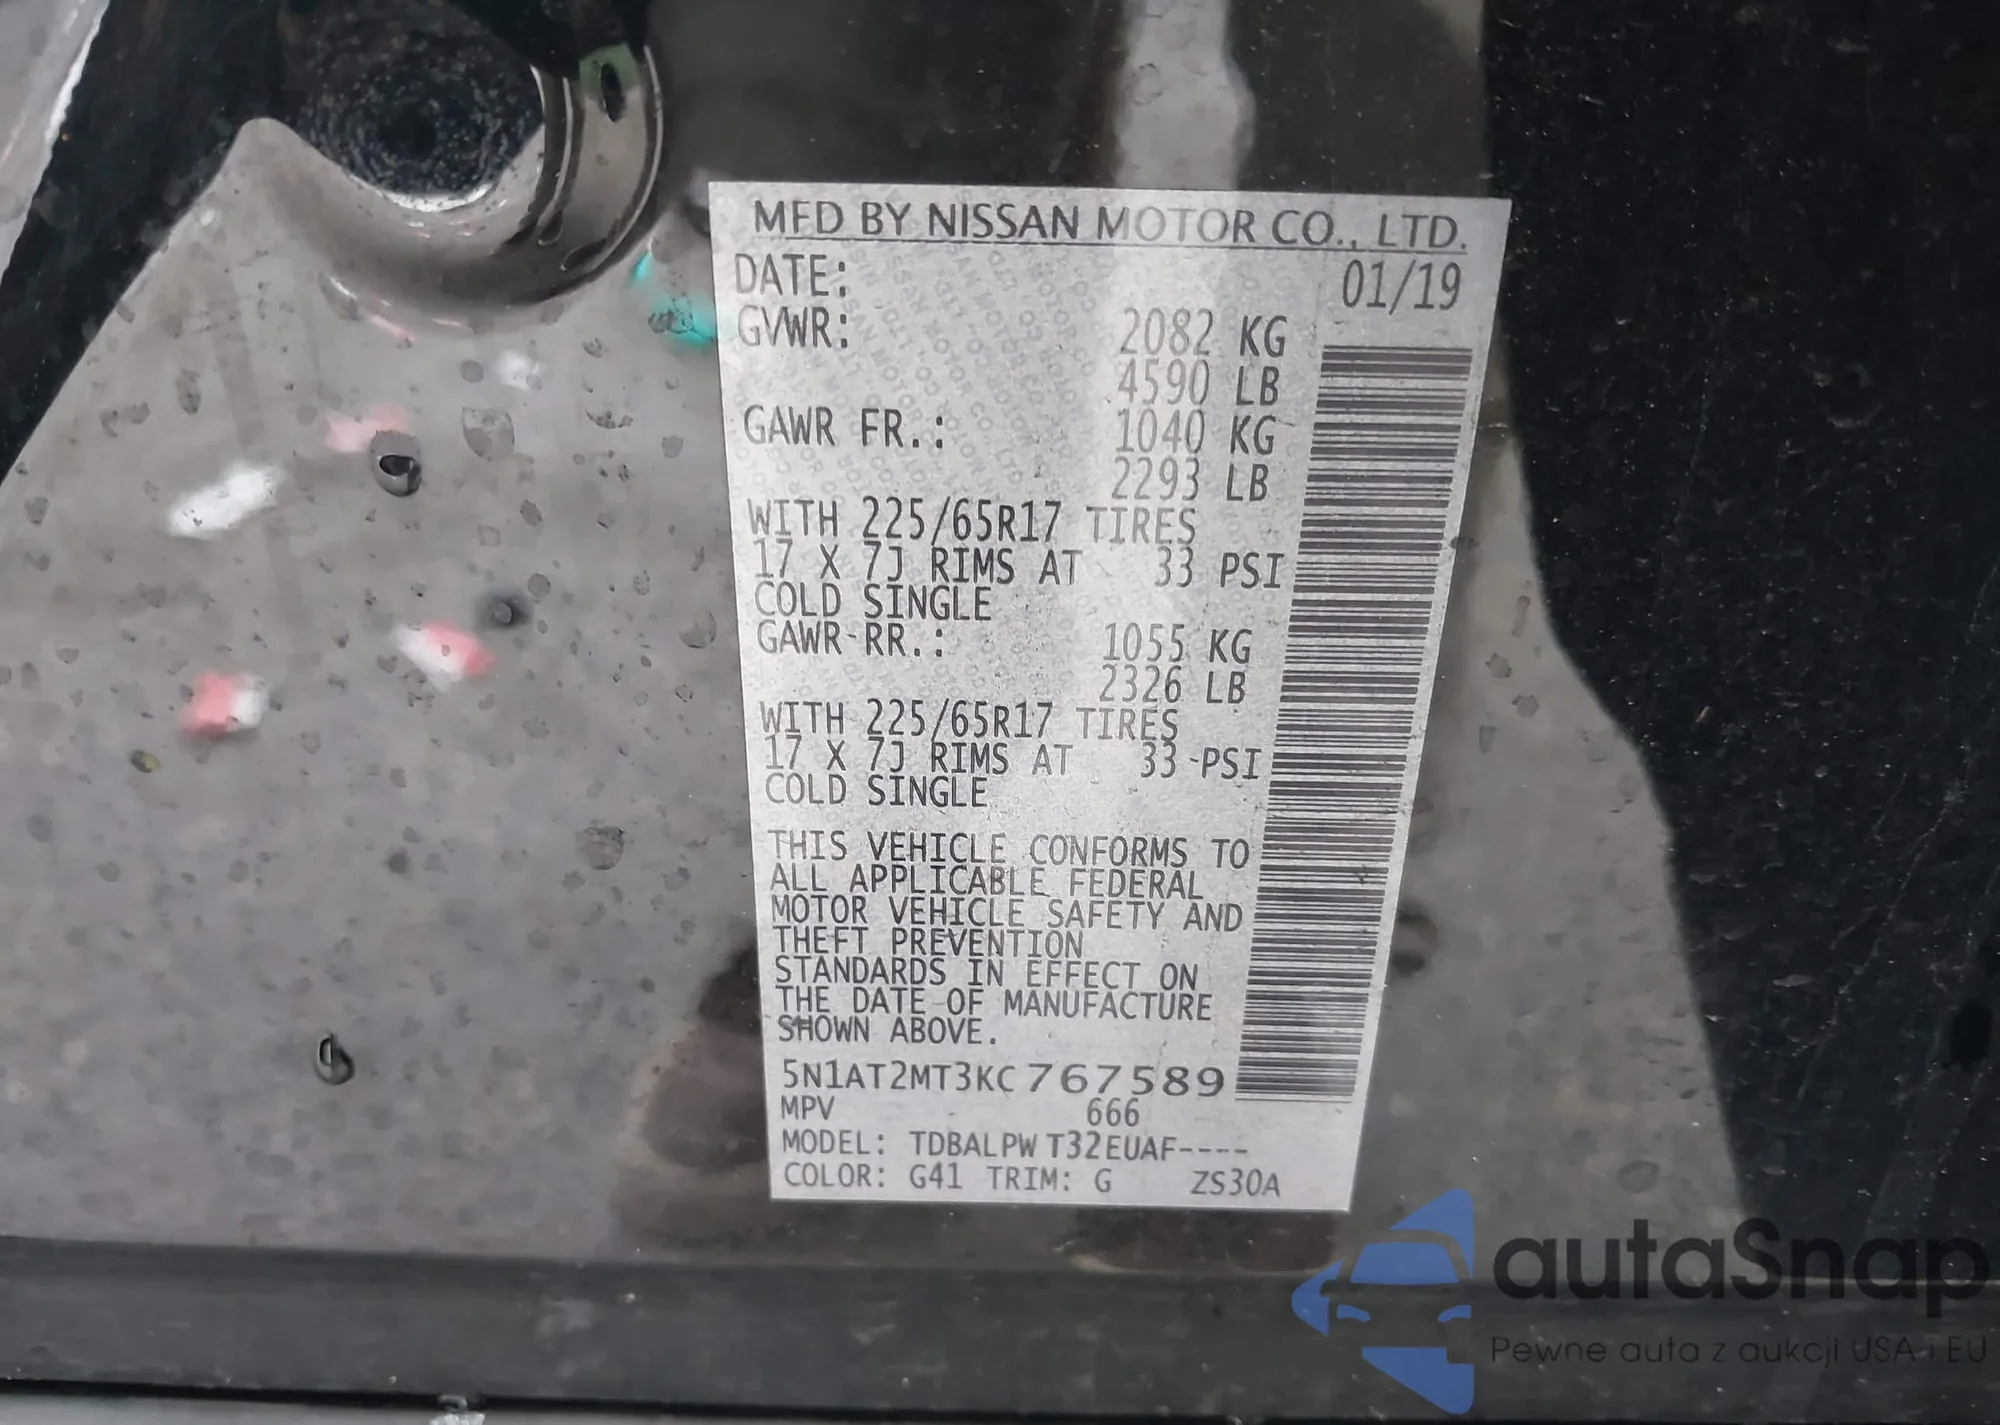 MFD BY NISSAN MOTOR CO., LTD.
DATE: 01/19
GVWR: 2082 KG
4590 LB
GAWR FR.: 1040 KG
2293 LB
WITH 225/65R17 TIRES
17 X 7J RIMS AT 33 PSI
COLD SINGLE
GAWR RR.: 1055 KG
2326 LB
WITH 225/65R17 TIRES
17 X 7J RIMS AT 33 PSI
COLD SINGLE
THIS VEHICLE CONFORMS TO
ALL APPLICABLE FEDERAL
MOTOR VEHICLE SAFETY AND
THEFT PREVENTION
STANDARDS IN EFFECT ON
THE DATE OF MANUFACTURE
SHOWN ABOVE.
5N1AT2MT3KC767589
MPV 666
MODEL: TDBALPW T32EUAF----
COLOR: G41 TRIM: G ZS30A
autaSnap
Pewne auta z aukcji USA i EU